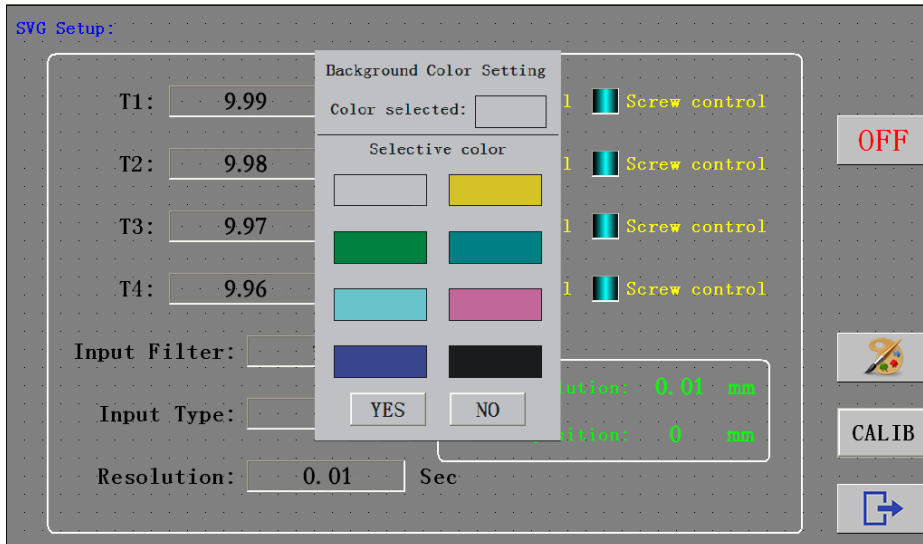 SVG Setup:
Background Color Setting
T1: 9.99 Color selected: Screw control
OFF
T2: 9.98 Selective color Screw control
T3: 9.97 Screw control
T4: 9.96 Screw control
Input Filter:
0.01 mm
Input Type: YES NO 0 mm
CALIB
Resolution: 0.01 Sec